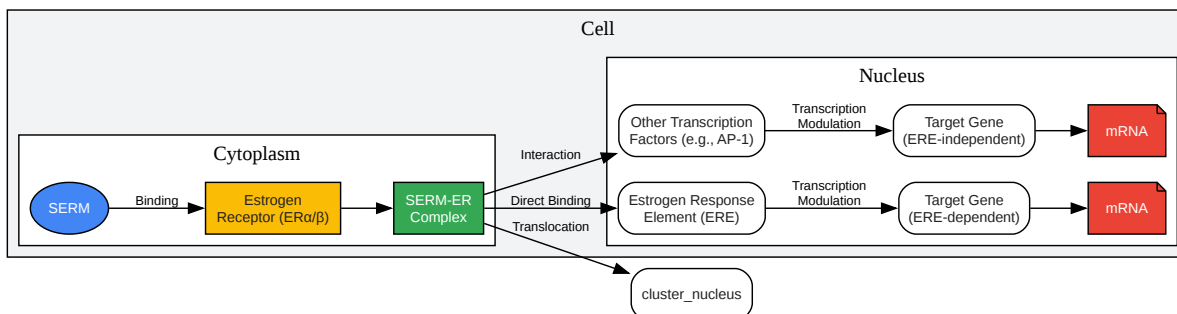 Cell
Nucleus
Cytoplasm
SERM
Binding
Estrogen
Receptor (ERα/β)
SERM-ER
Complex
Interaction
Direct Binding
Translocation
Other Transcription
Factors (e.g., AP-1)
Transcription
Modulation
Target Gene
(ERE-independent)
mRNA
Estrogen Response
Element (ERE)
Transcription
Modulation
Target Gene
(ERE-dependent)
mRNA
cluster_nucleus